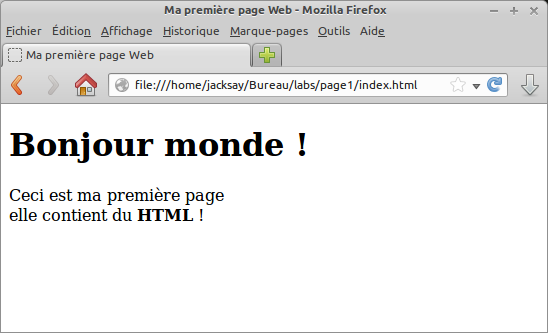 Ma première page Web - Mozilla Firefox
Fichier Édition Affichage Historique Marque-pages Outils Aide
Ma première page Web
file:///home/jacksay/Bureau/labs/page1/index.html
Bonjour monde !
Ceci est ma première page
elle contient du HTML !